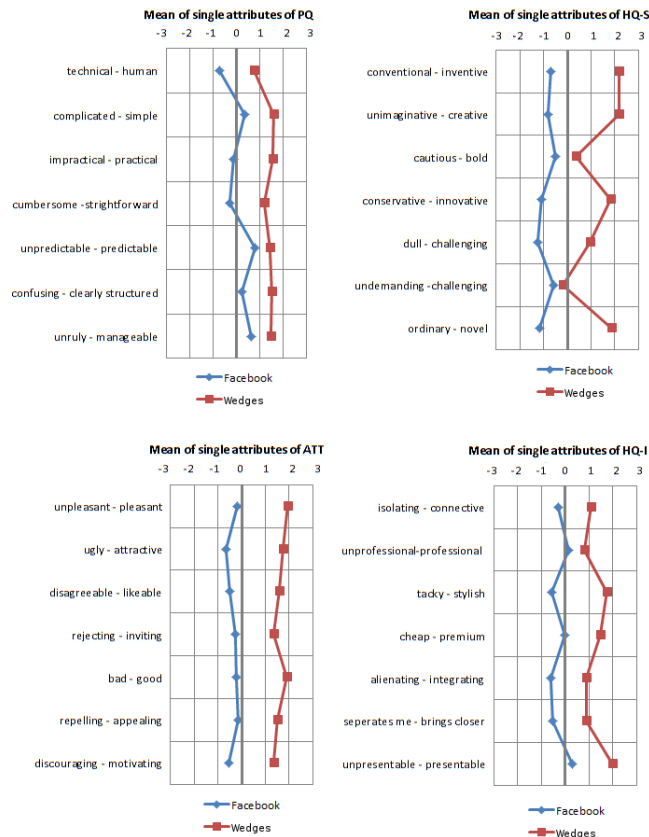 Mean of single attributes of PQ
-3 -2 -1 0 1 2 3
technical - human
complicated - simple
impractical - practical
cumbersome -strightforward
unpredictable - predictable
confusing - clearly structured
unruly - manageable
Facebook
Wedges
Mean of single attributes of HQ-S
-3 -2 -1 0 1 2 3
conventional - inventive
unimaginative - creative
cautious - bold
conservative - innovative
dull - challenging
undemanding -challenging
ordinary - novel
Facebook
Wedges
Mean of single attributes of ATT
-3 -2 -1 0 1 2 3
unpleasant - pleasant
ugly - attractive
disagreeable - likeable
rejecting - inviting
bad - good
repelling - appealing
discouraging - motivating
Facebook
Wedges
Mean of single attributes of HQ-I
-3 -2 -1 0 1 2 3
isolating - connective
unprofessional-professional
tacky - stylish
cheap - premium
alienating - integrating
seperates me - brings closer
unpresentable - presentable
Facebook
Wedges